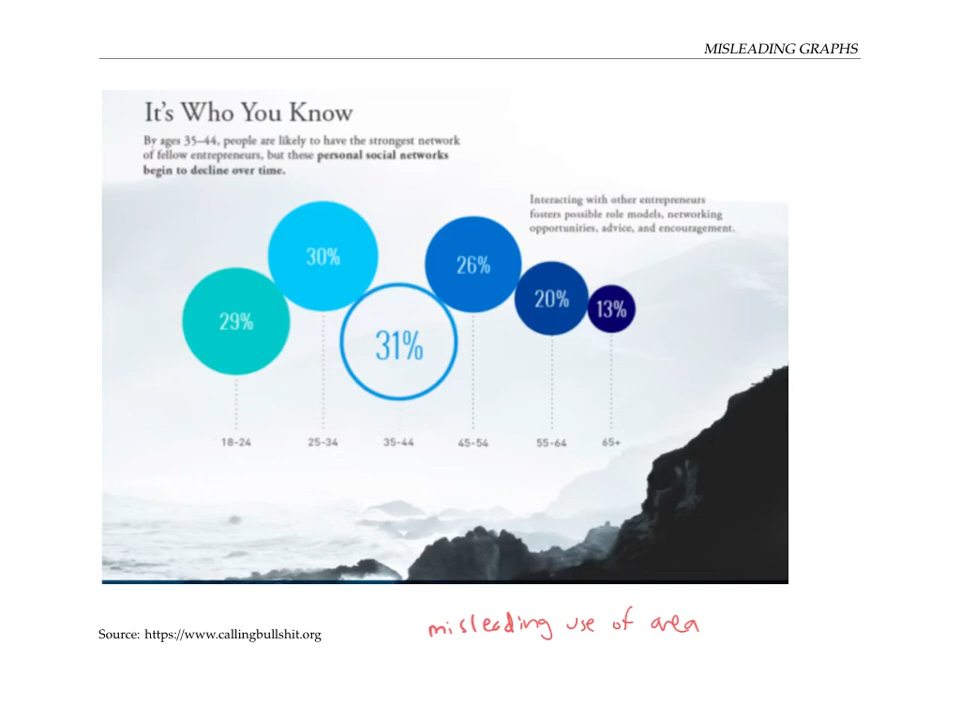 MISLEADING GRAPHS
It's Who You Know
By ages 35–44, people are likely to have the strongest network
of fellow entrepreneurs, but these personal social networks
begin to decline over time.
Interacting with other entrepreneurs
fosters possible role models, networking
opportunities, advice, and encouragement.
29%
30%
31%
26%
20%
13%
18-24
25-34
35-44
45-54
55-64
65+
Source: https://www.callingbullshit.org
misleading use of area